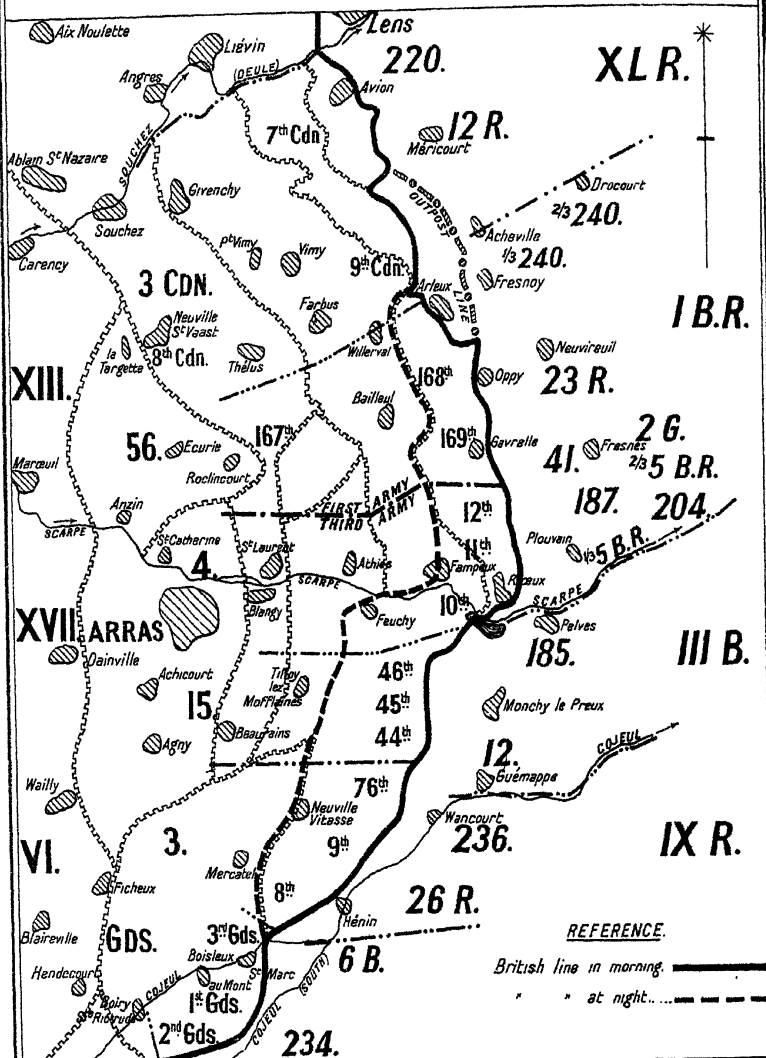 Aix Noulette
Liévin
Lens
(DEULE)
220.
XL R.
Angres
Avion
7th Cdn
12 R.
Méricourt
SOUCHEZ
Ablain St Nazaire
Givenchy
Drocourt
OUTPOST
LINE
2/3 240.
Souchez
Acheville
1/3 240.
Carency
Pt Vimy
Vimy
9th Cdn.
Fresnoy
3 CDN.
Arleux
Neuville
St Vaast
Farbus
I B.R.
8th Cdn.
la
Targette
Thélus
Willerval
Neuvireuil
168th
Oppy
23 R.
XIII.
Bailleul
56.
167th
169th
Gavrelle
2 G.
Ecurie
41.
Fresnes
2/3 5 B.R.
Roclincourt
Marœuil
187.
204.
FIRST ARMY
THIRD ARMY
12th
Anzin
SCARPE
11th
Plouvain
1/3 5 B.R.
St Catherine
St Laurent
Athies
Fampoux
4.
SCARPE
Rœux
SCARPE
Blangy
10th
XVII.
ARRAS
Feuchy
Pelves
Dainville
46th
185.
III B.
Achicourt
Tilloy
lez
Mofflaines
45th
Monchy le Preux
15.
44th
Beaurains
Agny
12.
COJEUL
Guémappe
Wailly
76th
Neuville
Vitasse
Wancourt
3.
9th
236.
IX R.
VI.
Mercatel
Ficheux
8th
26 R.
Hénin
Blaireville
3rd Gds.
REFERENCE.
GDS.
6 B.
Boisleux
St Marc
British line in morning.
Hendecourt
au Mont
COJEUL
1st Gds.
COJEUL (SOUTH)
" " at night.....
Boiry
2nd Gds.
234.